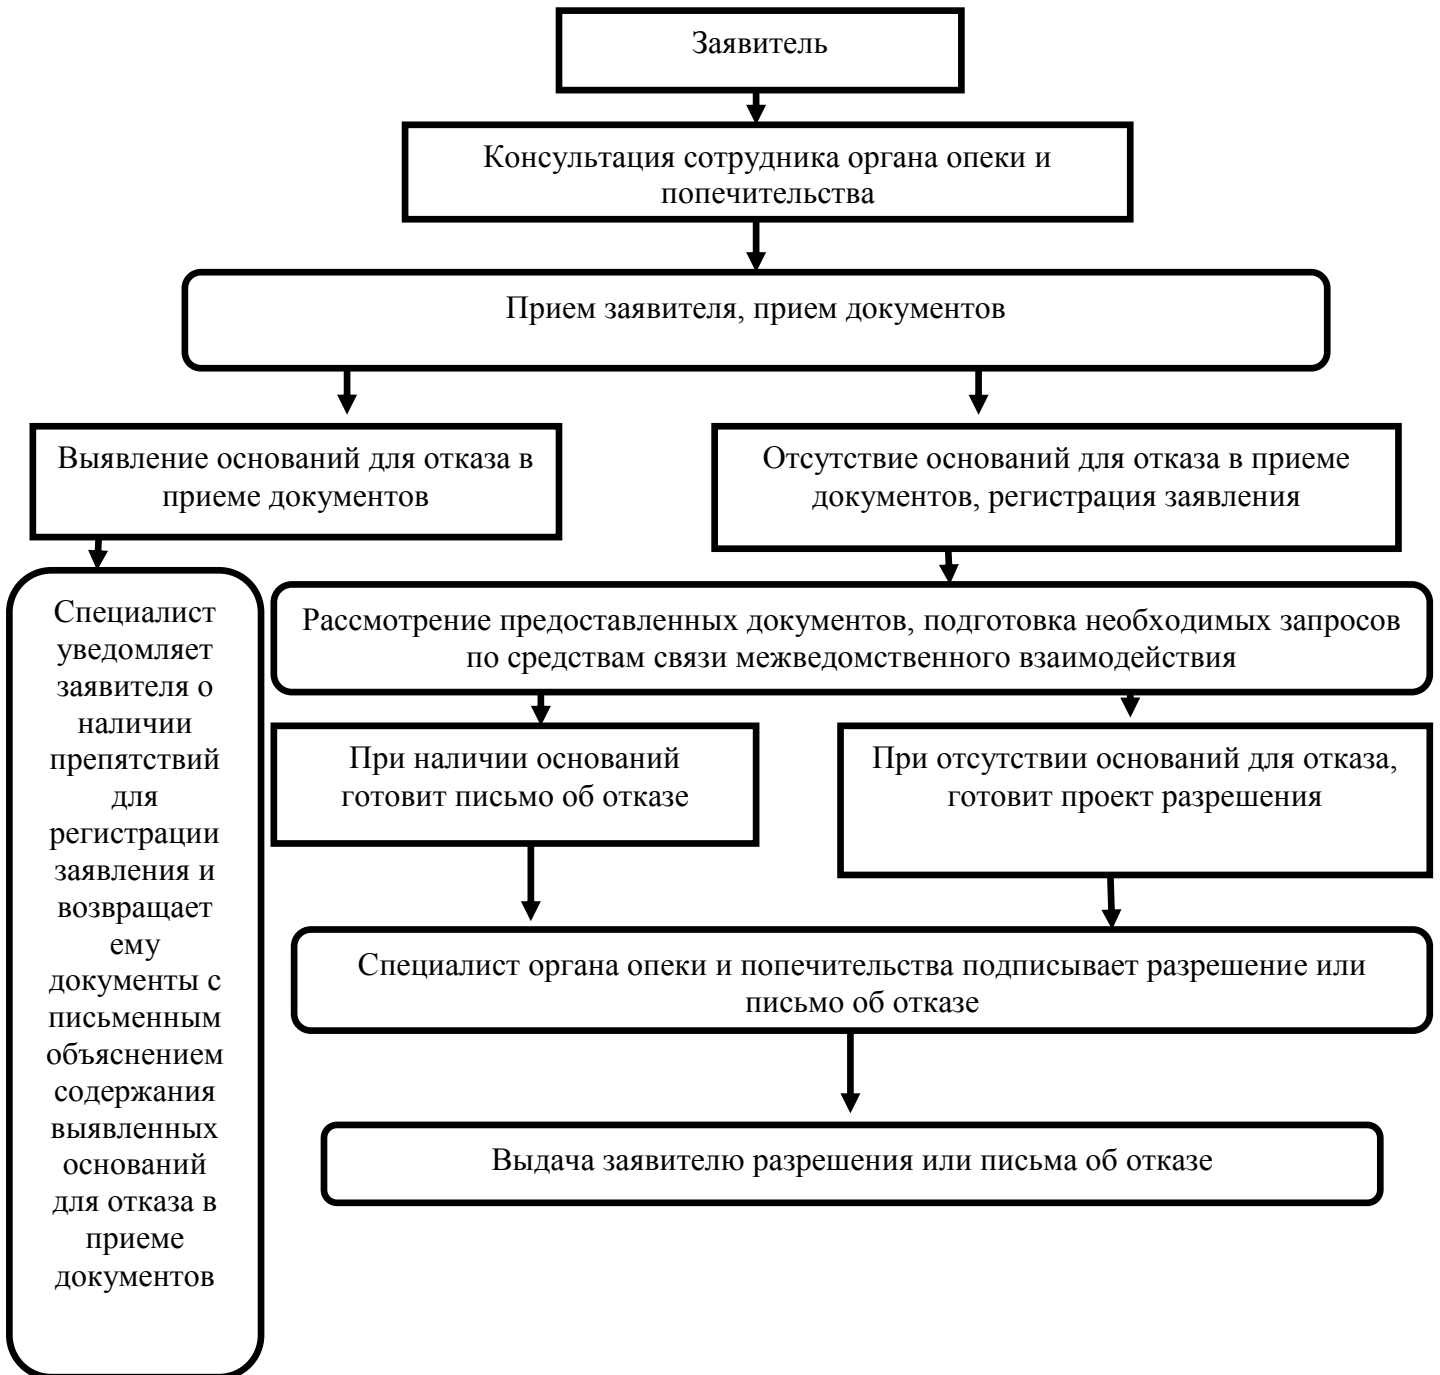 Заявитель
Консультация сотрудника органа опеки и
попечительства
Прием заявителя, прием документов
Выявление оснований для отказа в
приеме документов
Отсутствие оснований для отказа в приеме
документов, регистрация заявления
Специалист
уведомляет
заявителя о
наличии
препятствий
для
регистрации
заявления и
возвращает
ему
документы с
письменным
объяснением
содержания
выявленных
оснований
для отказа в
приеме
документов
Рассмотрение предоставленных документов, подготовка необходимых запросов
по средствам связи межведомственного взаимодействия
При наличии оснований
готовит письмо об отказе
При отсутствии оснований для отказа,
готовит проект разрешения
Специалист органа опеки и попечительства подписывает разрешение или
письмо об отказе
Выдача заявителю разрешения или письма об отказе